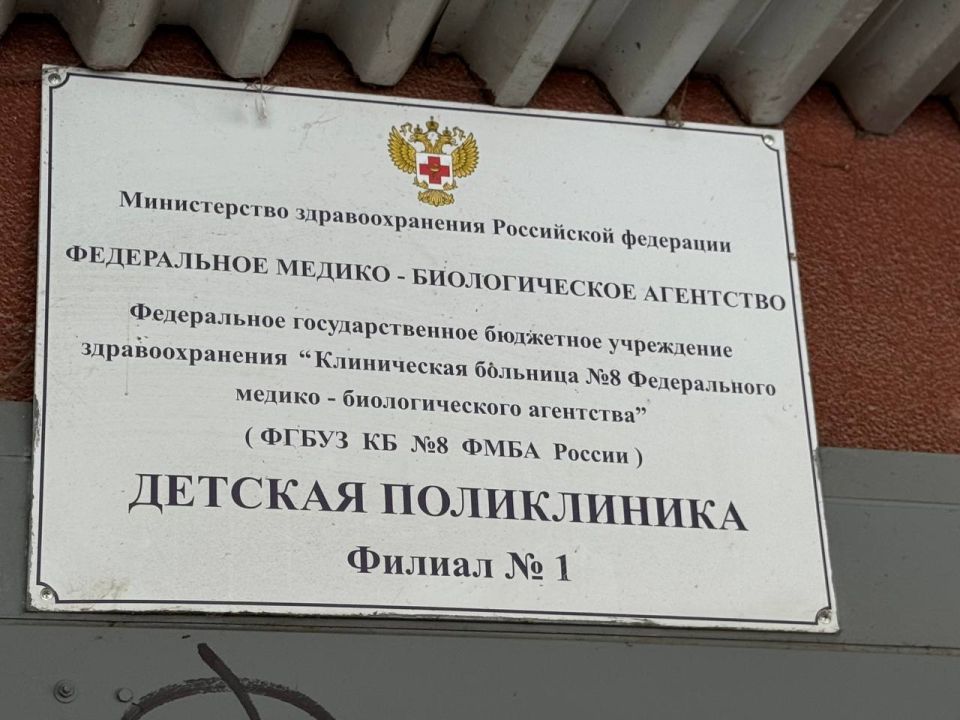 Министерство здравоохранения Российской федерации
ФЕДЕРАЛЬНОЕ МЕДИКО - БИОЛОГИЧЕСКОЕ АГЕНТСТВО
Федеральное государственное бюджетное учреждение
здравоохранения “ Клиническая больница №8 Федерального
медико - биологического агентства”
( ФГБУЗ КБ №8 ФМБА России )
ДЕТСКАЯ ПОЛИКЛИНИКА
Филиал № 1